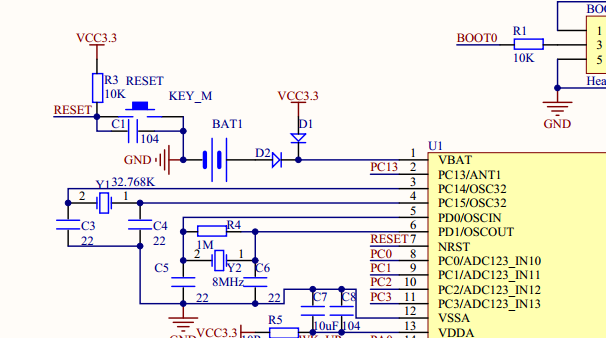 BOO
VCC3.3
BOOT0
R1
1
3
5
10K
Hea
GND
R3
10K
RESET
KEY_M
RESET
C1
104
BAT1
VCC3.3
D1
GND
D2
U1
1
VBAT
PC13
2
PC13/ANT1
3
PC14/OSC32
4
PC15/OSC32
5
PD0/OSCIN
6
PD1/OSCOUT
RESET
7
NRST
PC0
8
PC0/ADC123_IN10
PC1
9
PC1/ADC123_IN11
PC2
10
PC2/ADC123_IN12
PC3
11
PC3/ADC123_IN13
12
VSSA
13
VDDA
Y1
32.768K
2
1
C3
22
C4
22
R4
1M
2
1
Y2
8MHz
C5
22
C6
22
C7
10uF
C8
104
GND
VCC3.3
R5